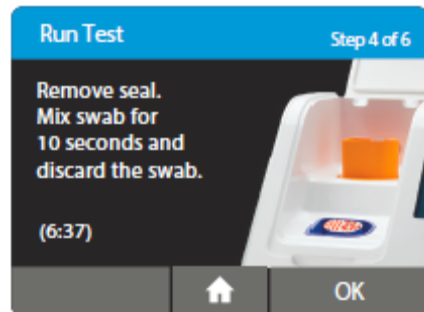 Run Test
Step 4 of 6
Remove seal.
Mix swab for
10 seconds and
discard the swab.
(6:37)
OK